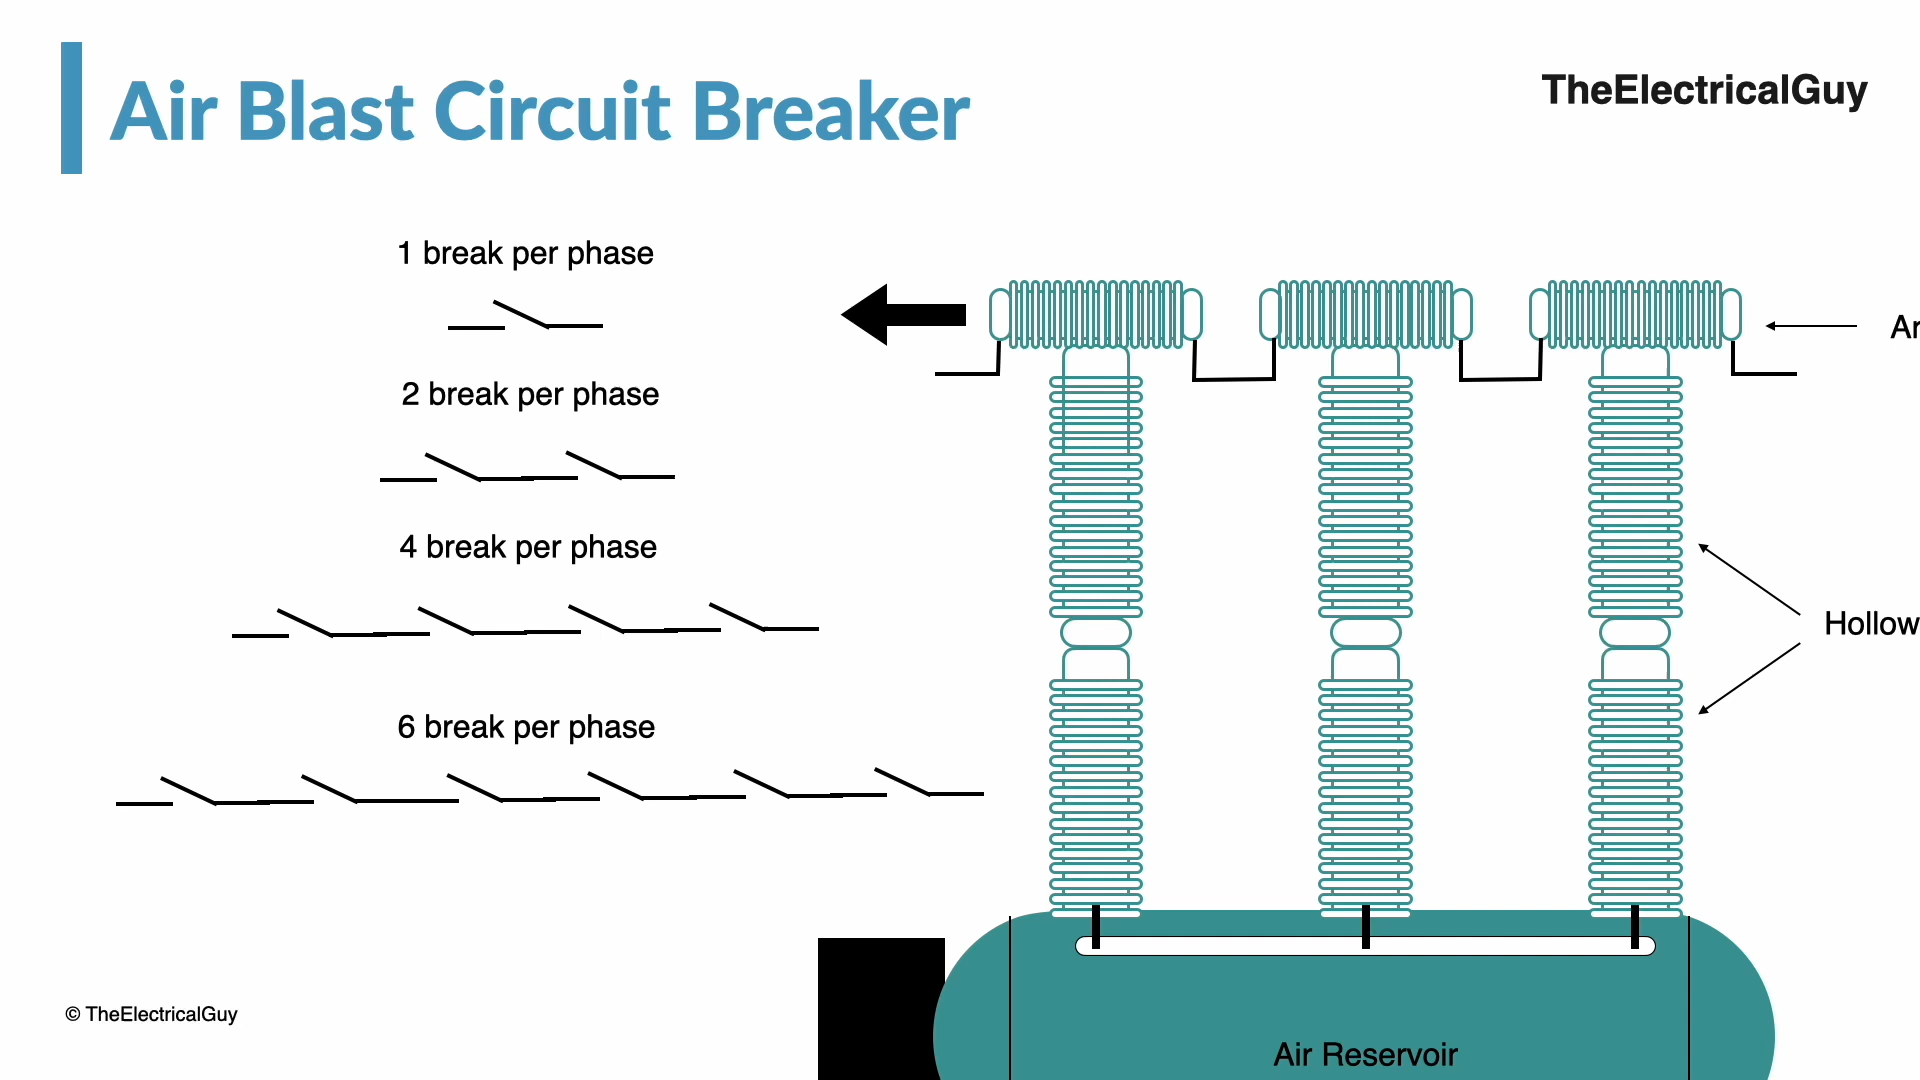 Air Blast Circuit Breaker
TheElectricalGuy
1 break per phase
2 break per phase
4 break per phase
6 break per phase
Ar
Hollow
Air Reservoir
© TheElectricalGuy